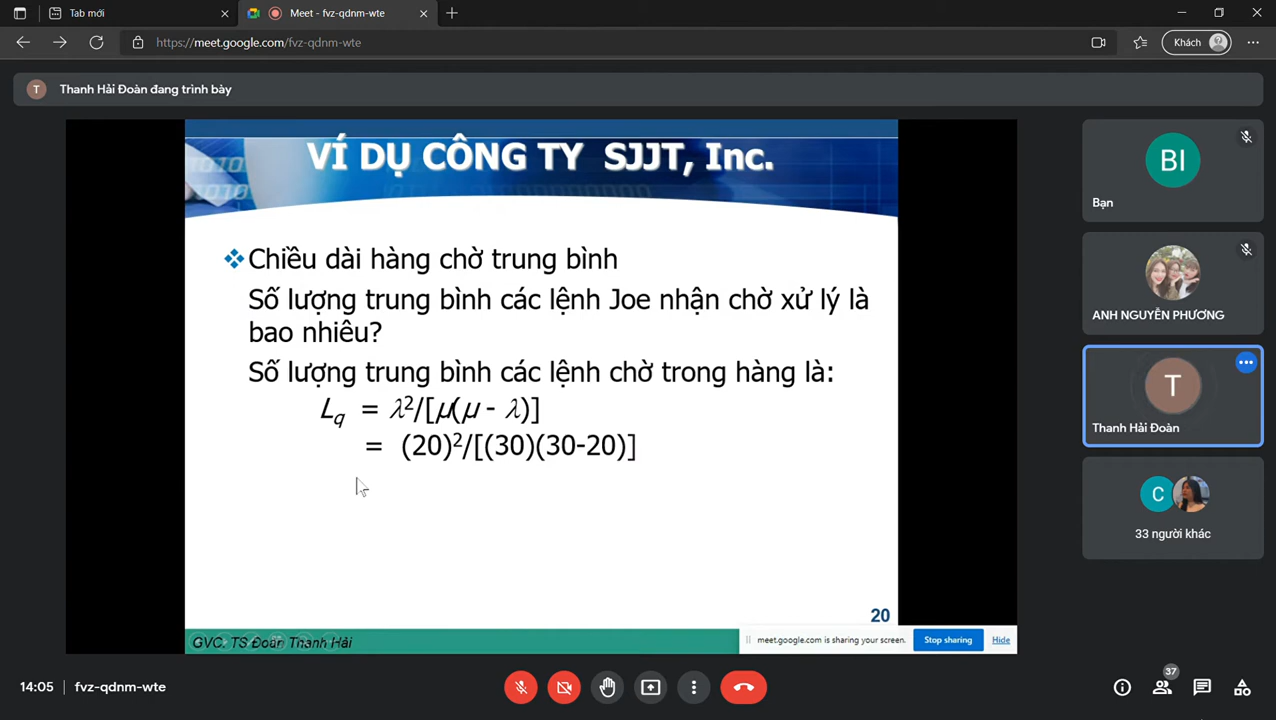 Tab mới
Meet - fvz-qdnm-wte
https://meet.google.com/fvz-qdnm-wte
Khách
T
Thanh Hải Đoàn đang trình bày
VÍ DỤ CÔNG TY SJJT, Inc.
Chiều dài hàng chờ trung bình
Số lượng trung bình các lệnh Joe nhận chờ xử lý là
bao nhiêu?
Số lượng trung bình các lệnh chờ trong hàng là:
Lq = λ²/[μ(μ - λ)]
= (20)²/[(30)(30-20)]
20
GVC. TS Đoàn Thanh Hải
meet.google.com is sharing your screen.
Stop sharing
Hide
BI
Bạn
ANH NGUYỄN PHƯƠNG
T
Thanh Hải Đoàn
C
33 người khác
14:05 | fvz-qdnm-wte
37